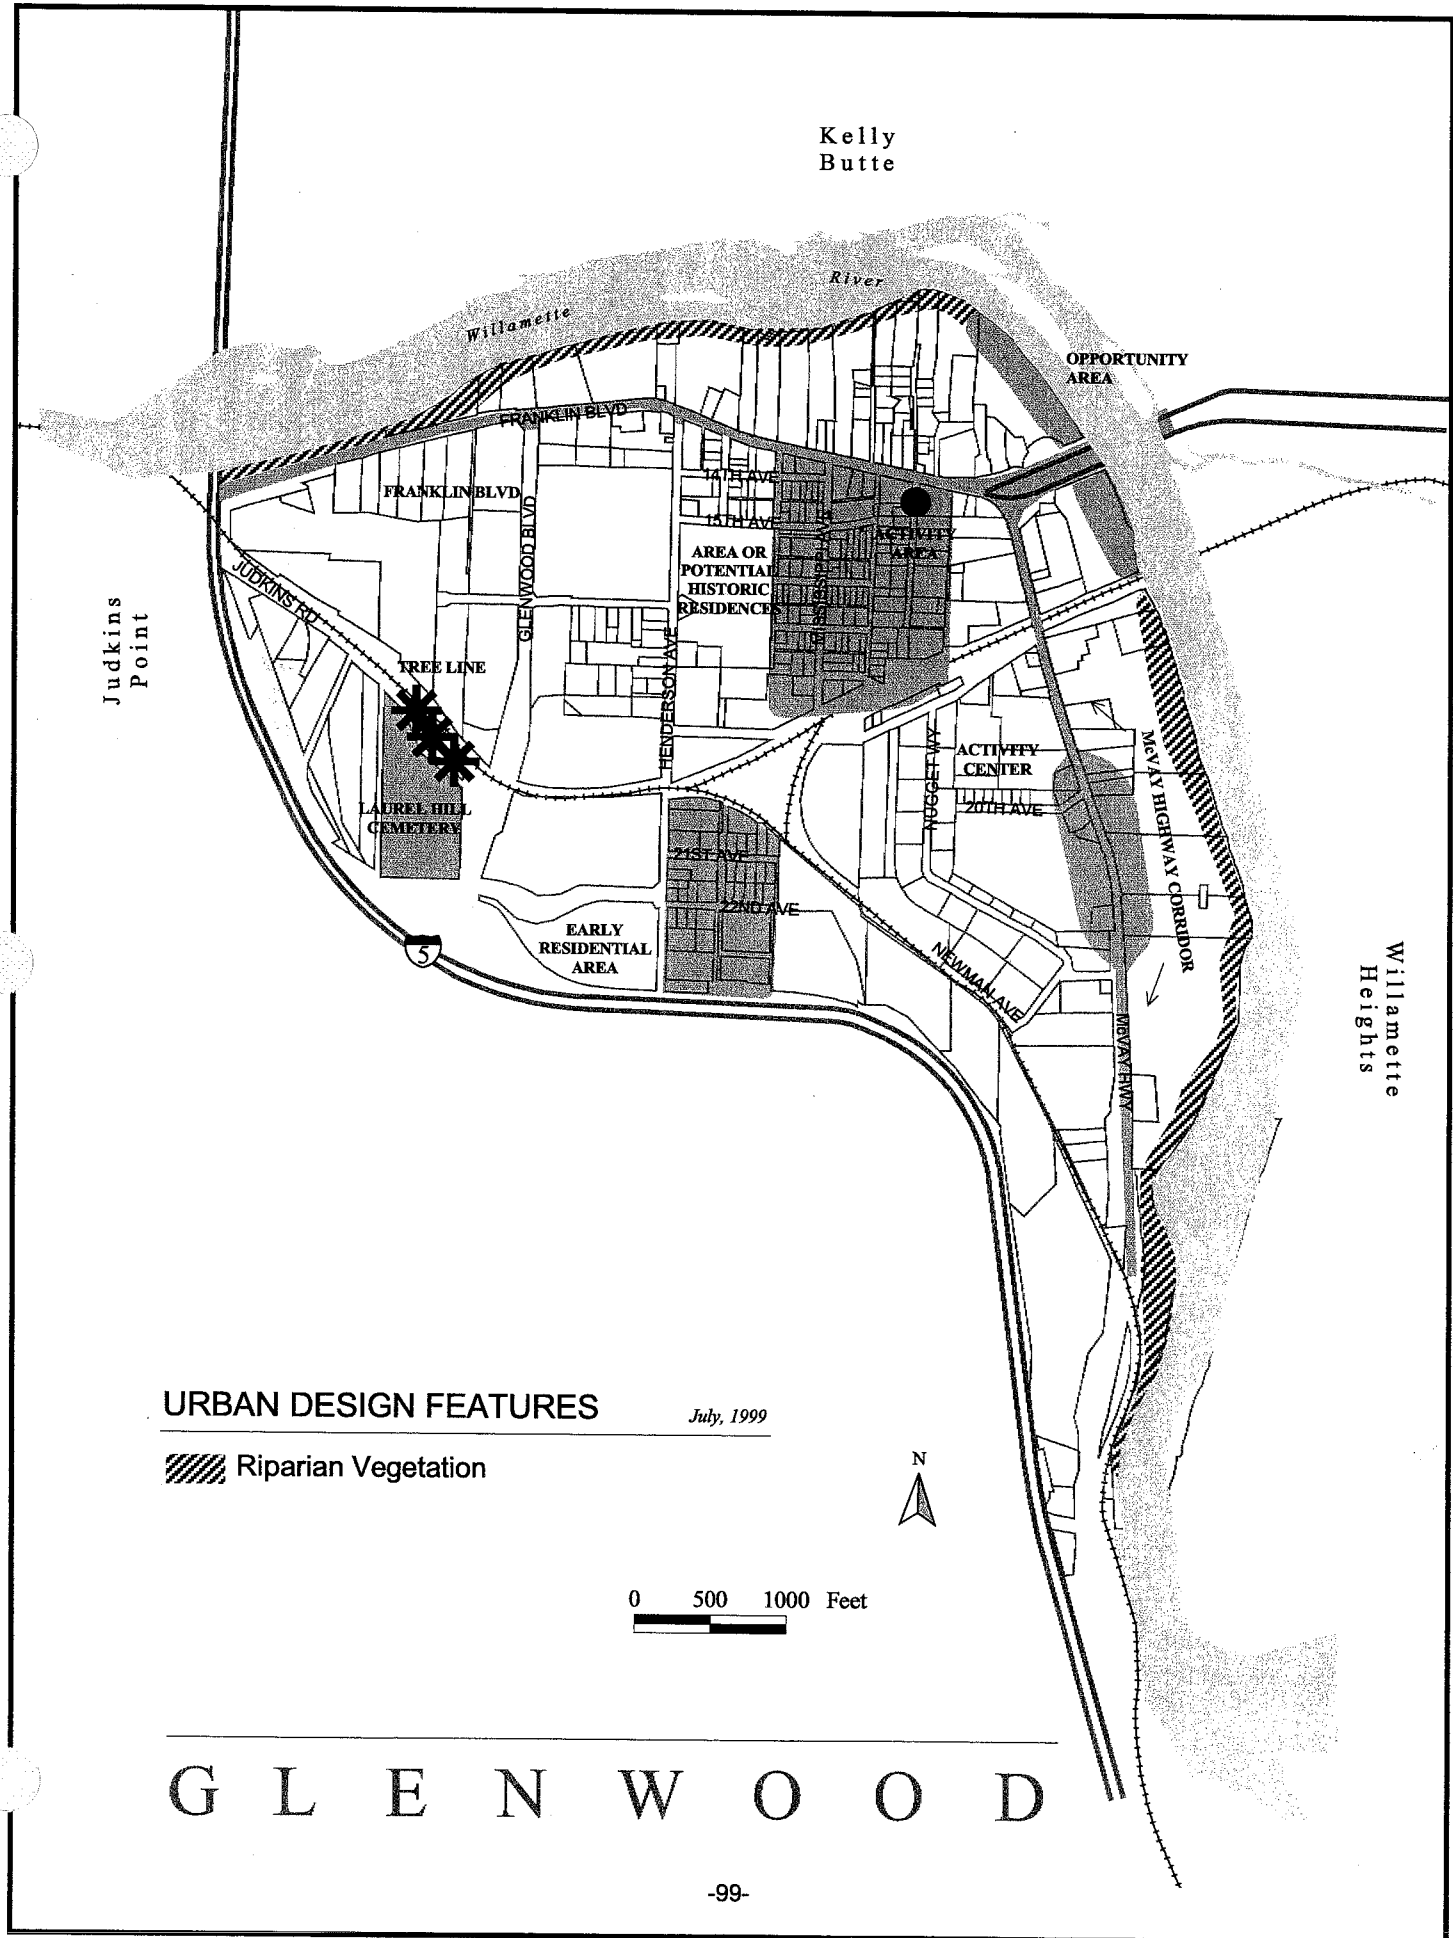 Kelly
Butte
River
Willamette
OPPORTUNITY
AREA
FRANKLIN BLVD
14TH AVE
FRANKLIN BLVD
15TH AVE
ACTIVITY
AREA
GLENWOOD BLVD
MISSISSIPPI AVE
AREA OR
POTENTIAL
HISTORIC
RESIDENCES
JUDKINS RD
Judkins
Point
TREE LINE
HENDERSON AVE
NUGGET WY
ACTIVITY
CENTER
20TH AVE
McVAY HIGHWAY CORRIDOR
LAUREL HILL
CEMETERY
21ST AVE
22ND AVE
EARLY
RESIDENTIAL
AREA
5
NEWMAN AVE
McVAY HWY
Willamette
Heights
URBAN DESIGN FEATURES
July, 1999
Riparian Vegetation
N
0 500 1000 Feet
GLENWOOD
-99-